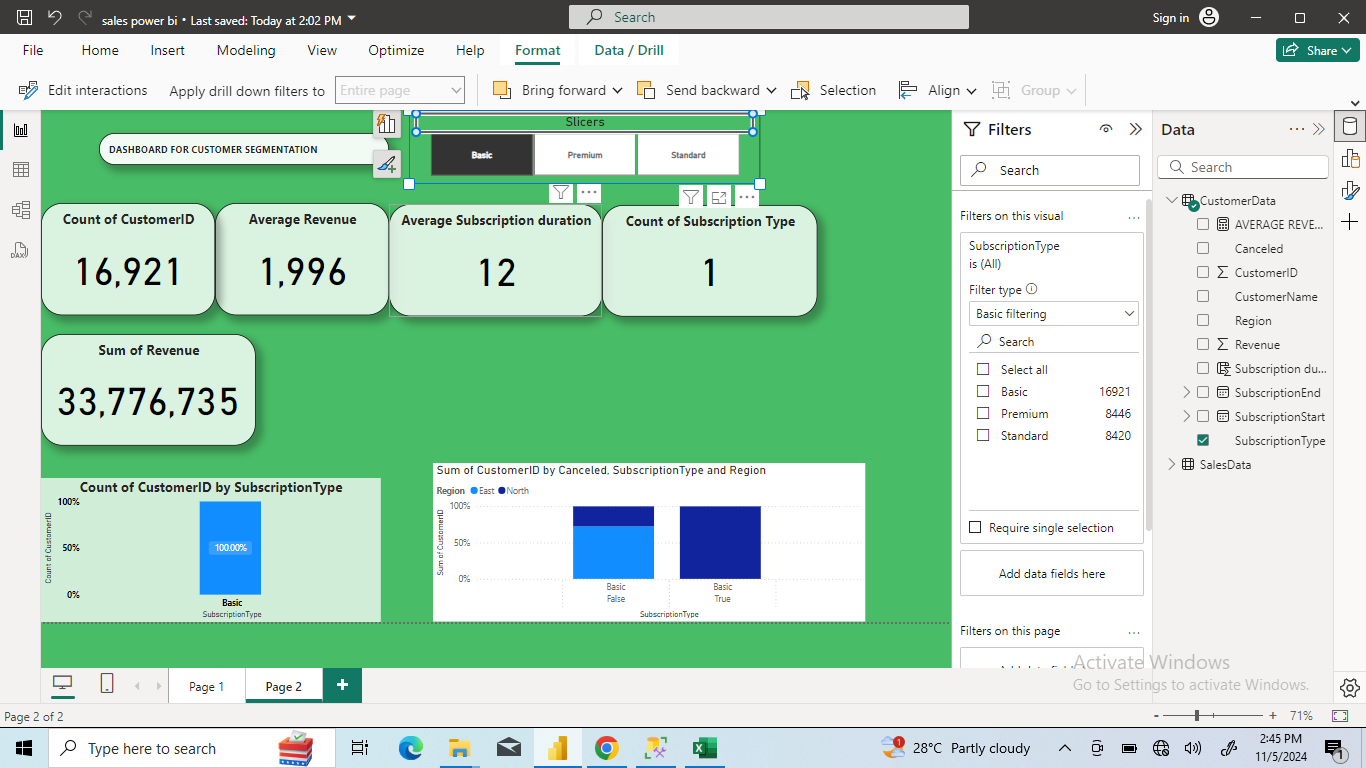 sales power bi • Last saved: Today at 2:02 PM
Search
Sign in
File Home Insert Modeling View Optimize Help Format Data / Drill
Share
Edit interactions Apply drill down filters to Entire page Bring forward Send backward Selection Align Group
Slicers
DASHBOARD FOR CUSTOMER SEGMENTATION
Basic Premium Standard
Count of CustomerID
16,921
Average Revenue
1,996
Average Subscription duration
12
Count of Subscription Type
1
Sum of Revenue
33,776,735
Count of CustomerID by SubscriptionType
Count of CustomerID
100%
50%
0%
100.00%
Basic
SubscriptionType
Sum of CustomerID by Canceled, SubscriptionType and Region
Region East North
Sum of CustomerID
100%
50%
0%
Basic Basic
False True
SubscriptionType
Filters
Search
Filters on this visual ...
SubscriptionType
is (All)
Filter type
Basic filtering
Search
Select all
Basic 16921
Premium 8446
Standard 8420
Require single selection
Add data fields here
Filters on this page ...
Data
Search
CustomerData
AVERAGE REVE...
Canceled
CustomerID
CustomerName
Region
Revenue
Subscription du...
SubscriptionEnd
SubscriptionStart
SubscriptionType
SalesData
DAX
Activate Windows
Go to Settings to activate Windows.
Page 1 Page 2
Page 2 of 2
- + 71%
Type here to search
1
28°C Partly cloudy
2:45 PM
11/5/2024
1